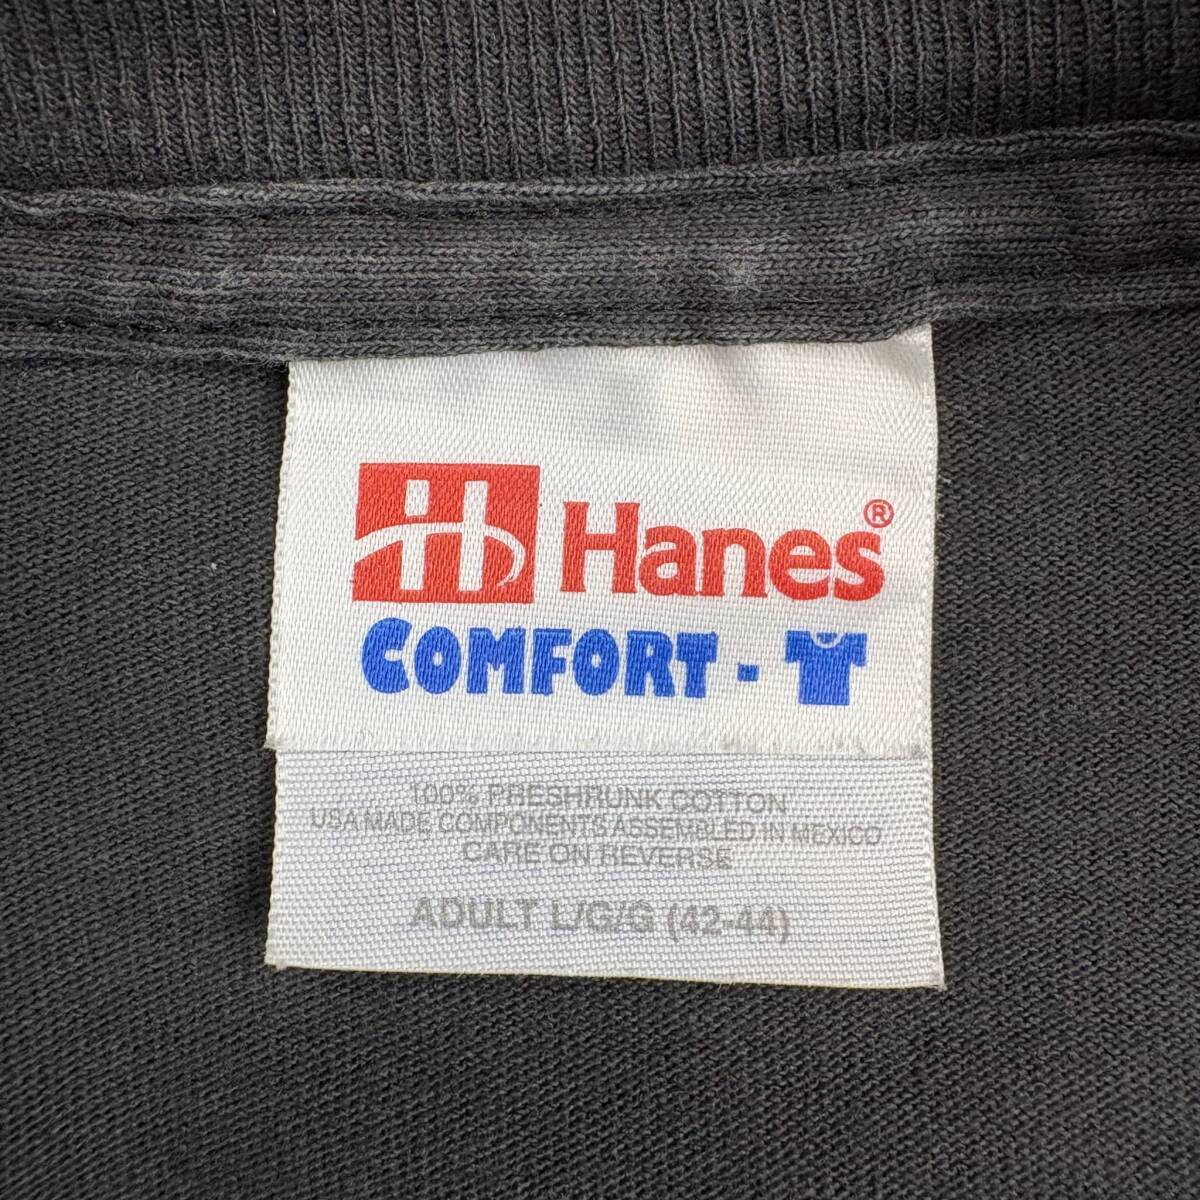 Hanes®
COMFORT -
100% PRESHRUNK COTTON
USA MADE COMPONENTS ASSEMBLED IN MEXICO
CARE ON REVERSE
ADULT L/G/G (42-44)